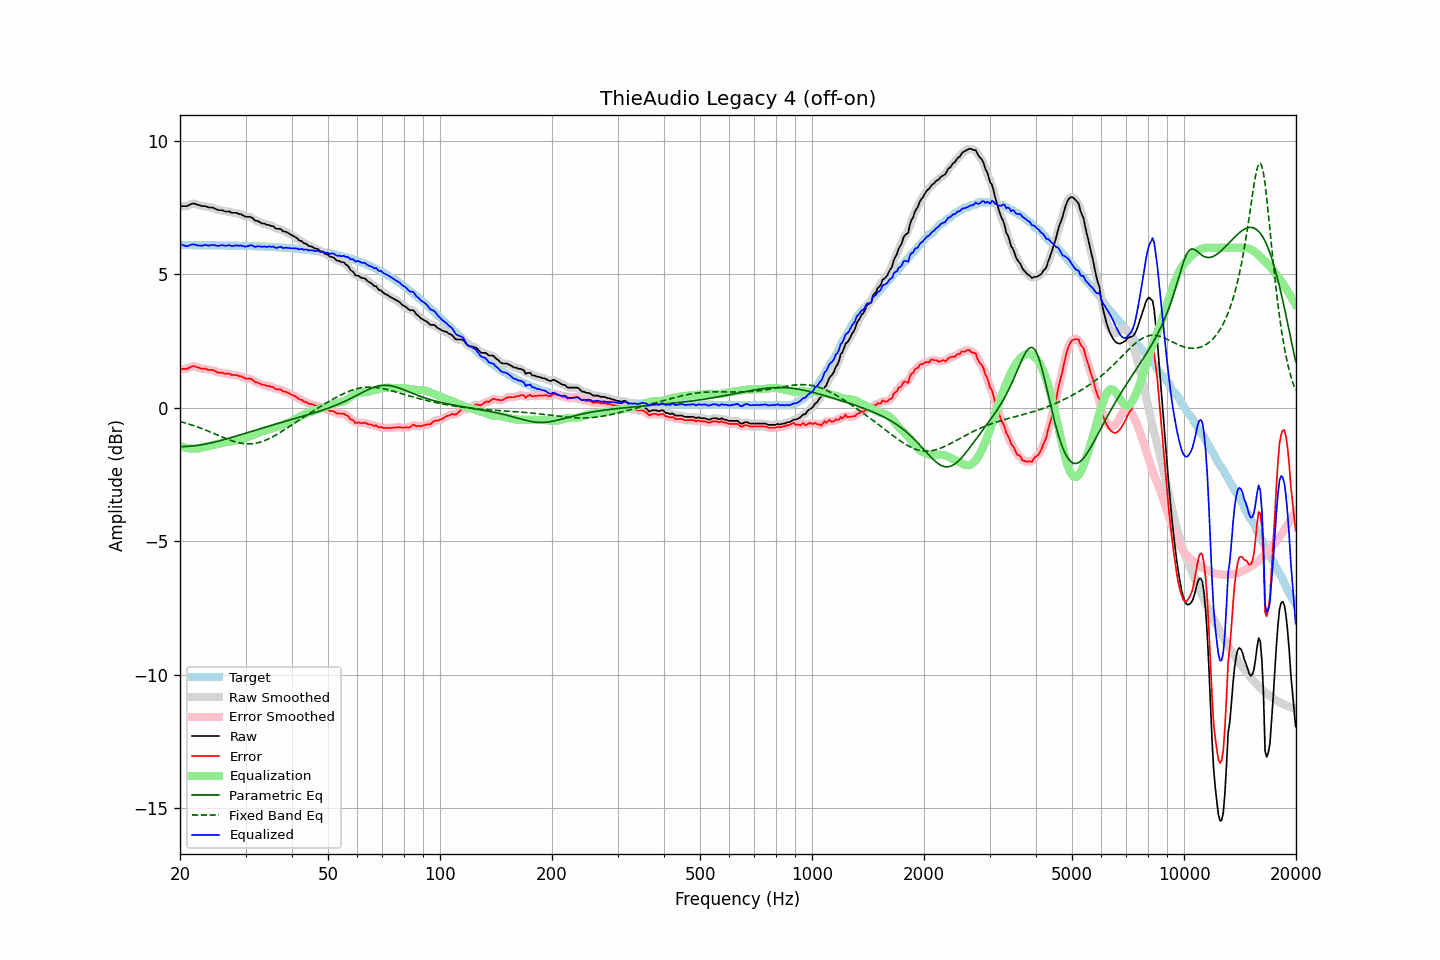 ThieAudio Legacy 4 (off-on)
Amplitude (dBr)
10
5
0
−5
−10
−15
Target
Raw Smoothed
Error Smoothed
Raw
Error
Equalization
Parametric Eq
Fixed Band Eq
Equalized
20 50 100 200 500 1000 2000 5000 10000 20000
Frequency (Hz)